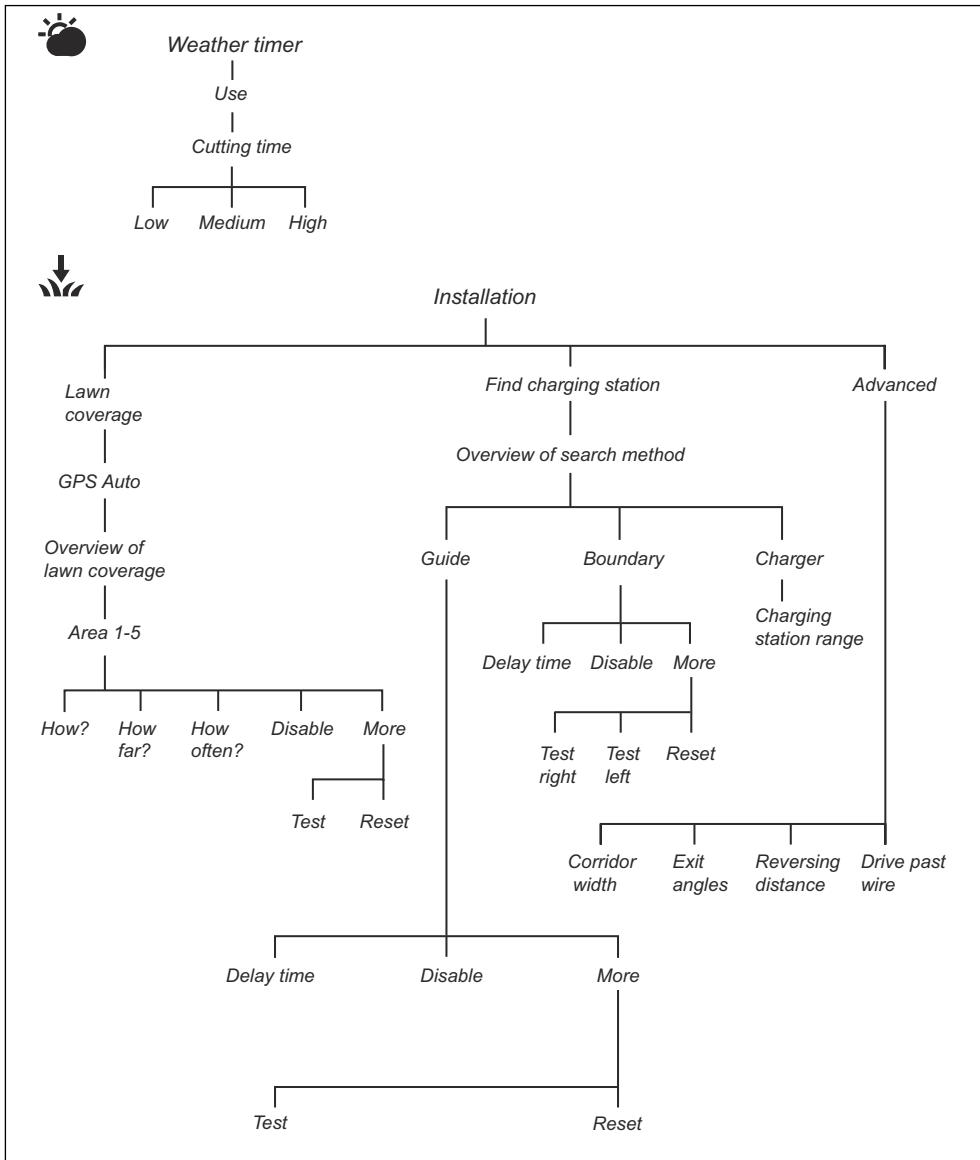 Weather timer
Use
Cutting time
Low Medium High
Installation
Lawn
coverage
Find charging station
Advanced
GPS Auto
Overview of search method
Overview of
lawn coverage
Guide
Boundary
Charger
Area 1-5
Charging
station range
Delay time Disable More
How?
How
far?
How
often?
Disable
More
Test
right
Test
left
Reset
Test Reset
Corridor
width
Exit
angles
Reversing
distance
Drive past
wire
Delay time Disable More
Test Reset